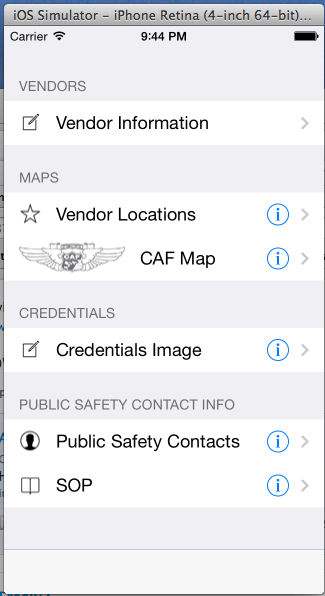 iOS Simulator – iPhone Retina (4-inch 64-bit)...
Carrier 9:44 PM
VENDORS
Vendor Information
MAPS
Vendor Locations
CAF Map
CREDENTIALS
Credentials Image
PUBLIC SAFETY CONTACT INFO
Public Safety Contacts
SOP